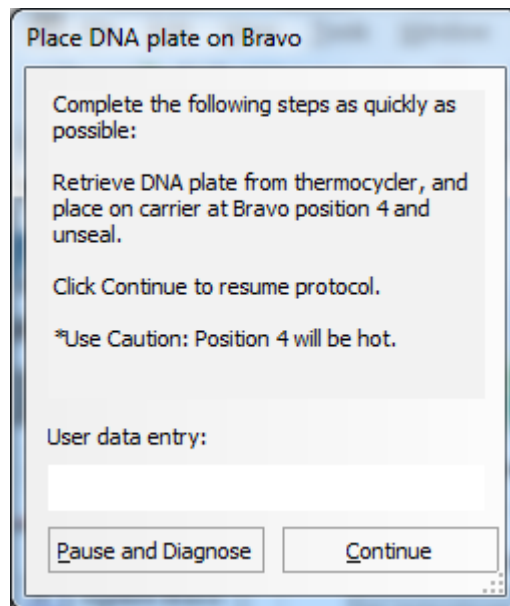 Place DNA plate on Bravo
Complete the following steps as quickly as
possible:
Retrieve DNA plate from thermocycler, and
place on carrier at Bravo position 4 and
unseal.
Click Continue to resume protocol.
*Use Caution: Position 4 will be hot.
User data entry:
Pause and Diagnose
Continue